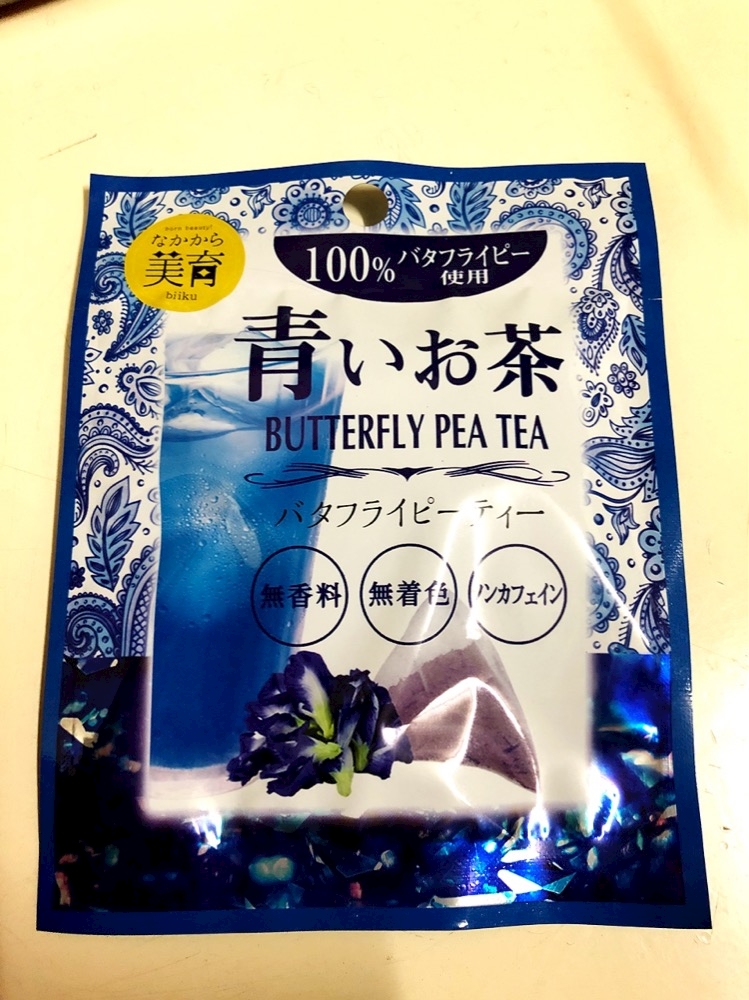 なかから
美育
biiku
100%バタフライピー
使用
青いお茶
BUTTERFLY PEA TEA
バタフライピーティー
無香料 無着色 ノンカフェイン